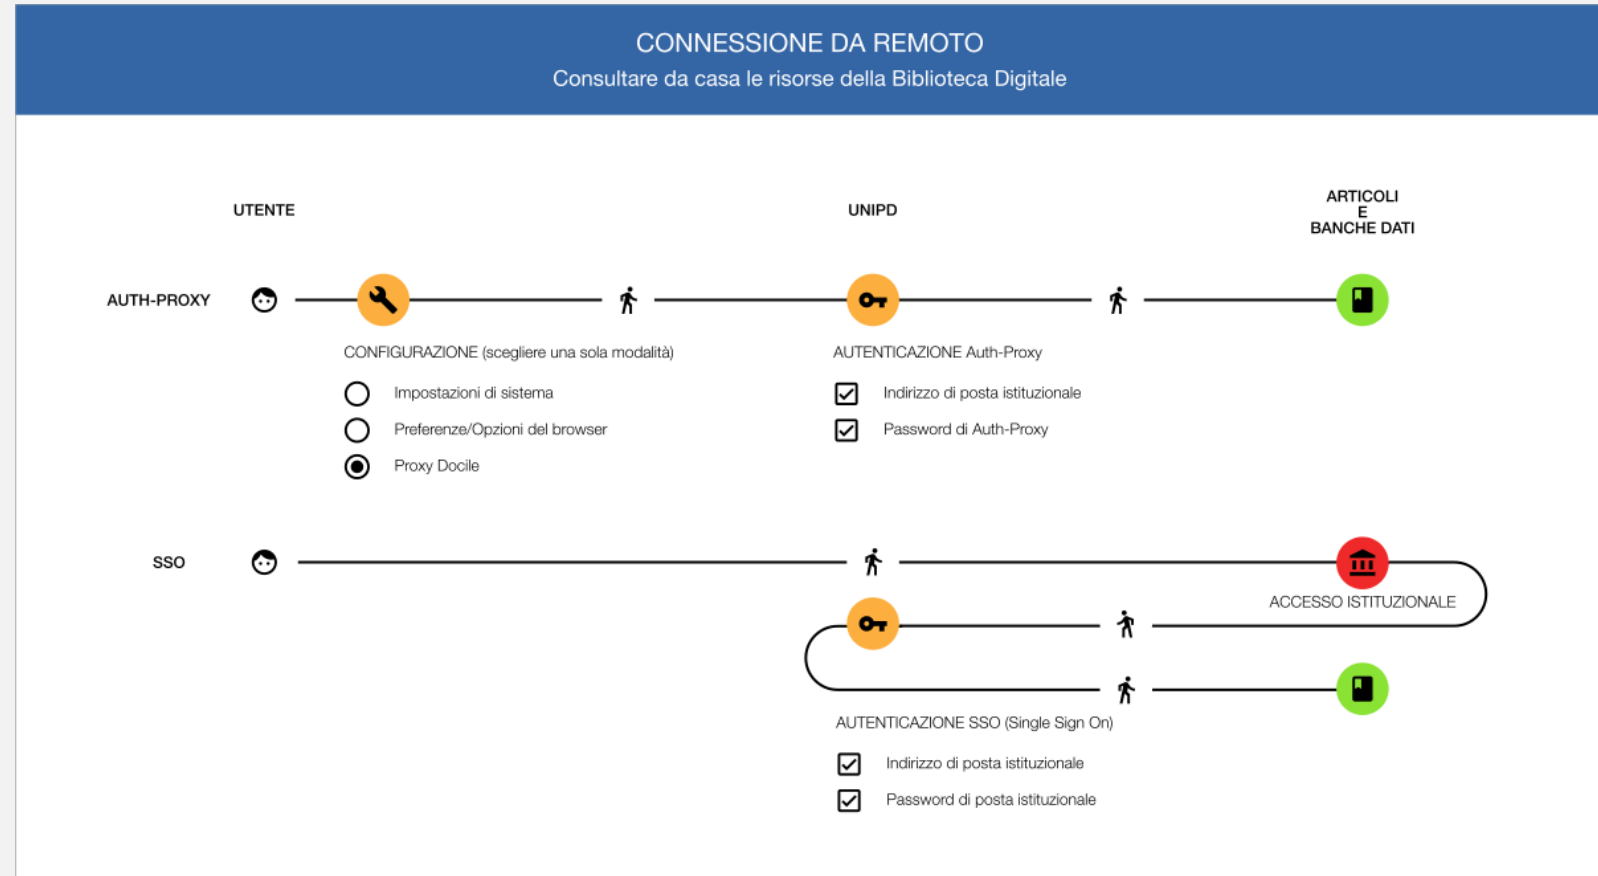 CONNESSIONE DA REMOTO
Consultare da casa le risorse della Biblioteca Digitale
UTENTE
UNIPD
ARTICOLI
E
BANCHE DATI
AUTH-PROXY
CONFIGURAZIONE (scegliere una sola modalità)
Impostazioni di sistema
Preferenze/Opzioni del browser
Proxy Docile
AUTENTICAZIONE Auth-Proxy
Indirizzo di posta istituzionale
Password di Auth-Proxy
SSO
ACCESSO ISTITUZIONALE
AUTENTICAZIONE SSO (Single Sign On)
Indirizzo di posta istituzionale
Password di posta istituzionale